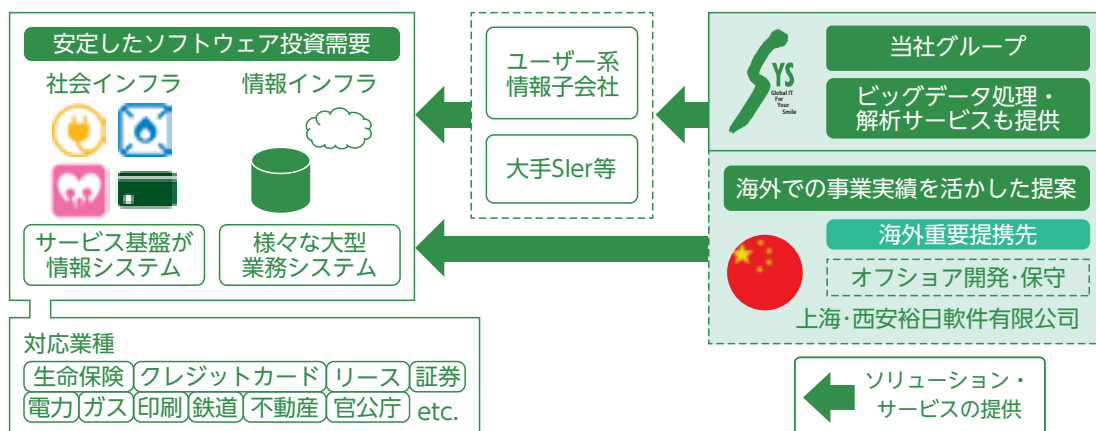 安定したソフトウェア投資需要
社会インフラ
情報インフラ
サービス基盤が
情報システム
様々な大型
業務システム
対応業種
生命保険 クレジットカード リース 証券
電力 ガス 印刷 鉄道 不動産 官公庁 etc.
ユーザー系
情報子会社
大手SIer等
SYS
Global IT
For
Your
Smile
当社グループ
ビッグデータ処理・
解析サービスも提供
海外での事業実績を活かした提案
海外重要提携先
オフショア開発・保守
上海・西安裕日軟件有限公司
ソリューション・
サービスの提供